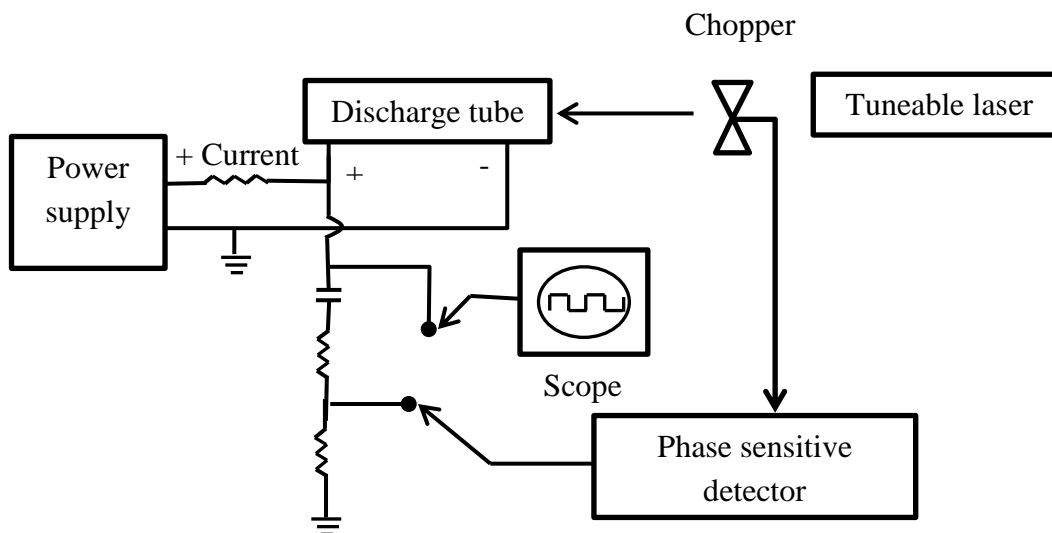 Chopper
Discharge tube
Tuneable laser
+ Current
+
-
Power
supply
Scope
Phase sensitive
detector